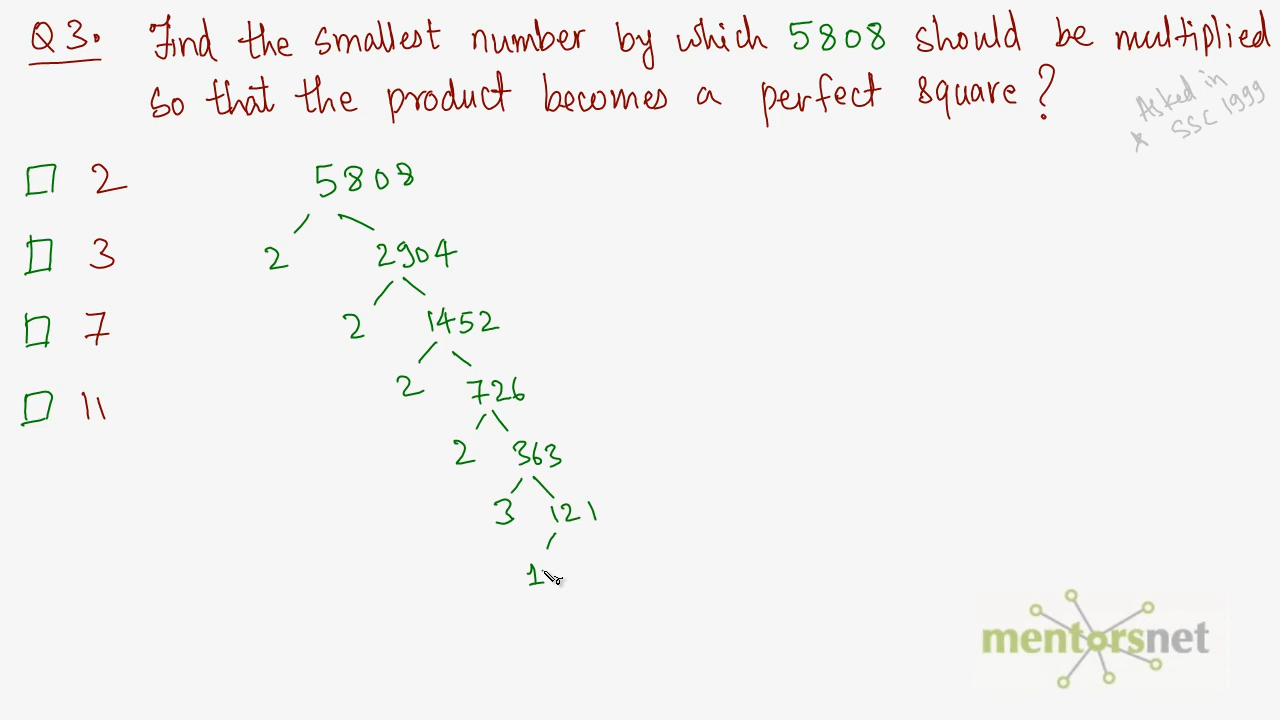 Q3. Find the smallest number by which 5808 should be multiplied
so that the product becomes a perfect square?
Asked in
* SSC 1999
2
5808
3
2 2904
7
2 1452
2 726
11
2 363
3 121
1
mentorsnet